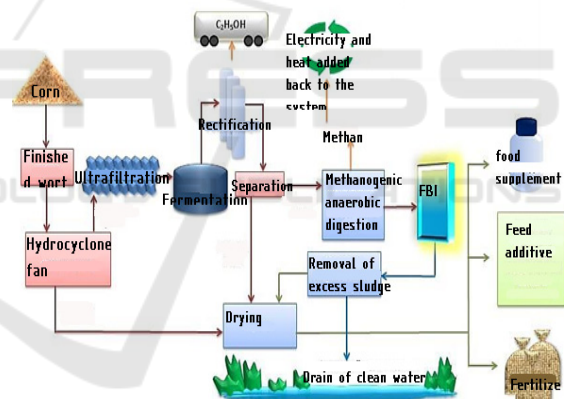 C₂H₅OH
Electricity and
heat added
back to the
system
Corn
Rectification
Methan
Finishe
d wort
Ultrafiltration
Fermentation
Separation
Methanogenic
anaerobic
digestion
FBI
food
supplement
Hydrocyclone
fan
Removal of
excess sludge
Feed
additive
Drying
Drain of clean water
Fertilize